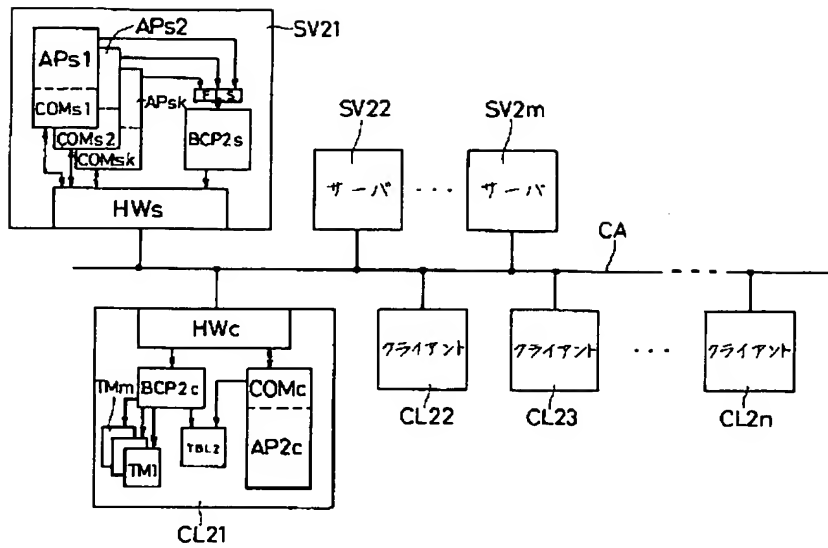 APs2
SV21
APs1
APsk
F S
COMs1
COMs2
COMsk
BCP2s
HWs
SV22
SV2m
サーバ
...
サーバ
CA
HWc
TMm
BCP2c
COMc
TBL2
AP2c
TM1
CL21
クライアント
クライアント
...
クライアント
CL22
CL23
CL2n